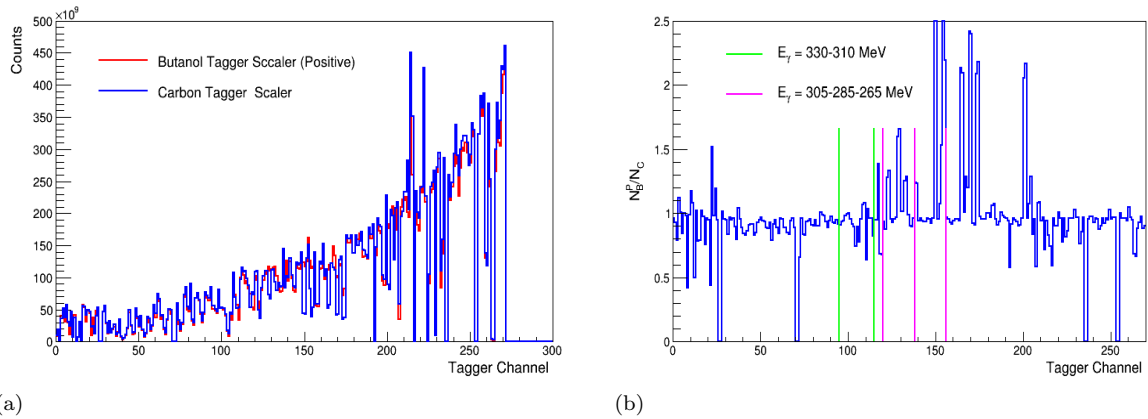 ×10⁹
Counts
500
450
400
350
300
250
200
150
100
50
0
Butanol Tagger Sccaler (Positive)
Carbon Tagger Scaler
0 50 100 150 200 250 300
Tagger Channel
(a)
N_B^P/N_C
2.5
2
1.5
1
0.5
0
E_γ = 330-310 MeV
E_γ = 305-285-265 MeV
0 50 100 150 200 250
Tagger Channel
(b)